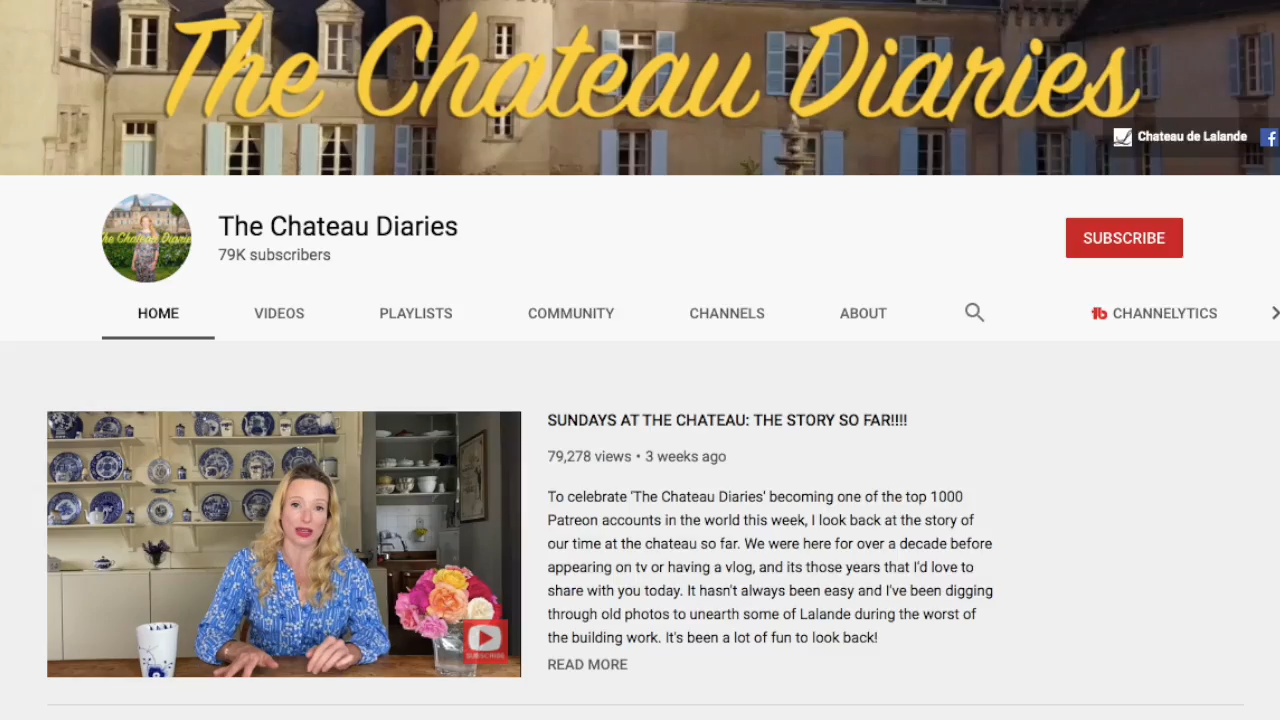 The Chateau Diaries
Chateau de Lalande
The Chateau Diaries
The Chateau Diaries
79K subscribers
SUBSCRIBE
HOME
VIDEOS
PLAYLISTS
COMMUNITY
CHANNELS
ABOUT
CHANNELYTICS
SUNDAYS AT THE CHATEAU: THE STORY SO FAR!!!!
79,278 views • 3 weeks ago
To celebrate 'The Chateau Diaries' becoming one of the top 1000
Patreon accounts in the world this week, I look back at the story of
our time at the chateau so far. We were here for over a decade before
appearing on tv or having a vlog, and its those years that I'd love to
share with you today. It hasn't always been easy and I've been digging
through old photos to unearth some of Lalande during the worst of
the building work. It's been a lot of fun to look back!
READ MORE
SUBSCRIBE